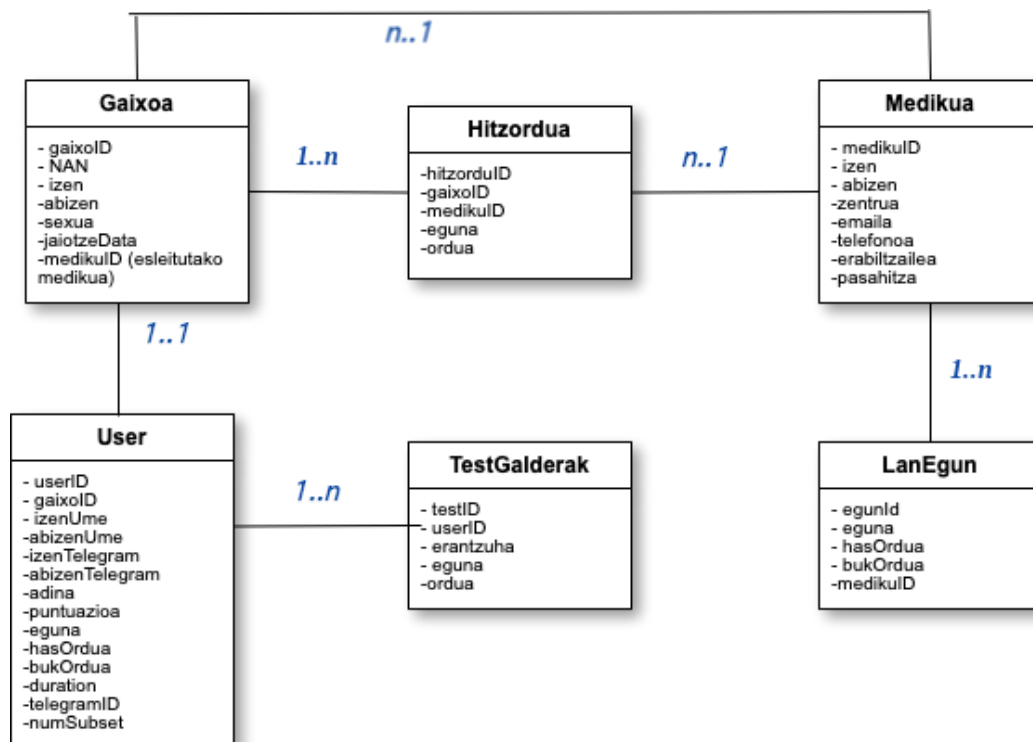 n..1
Gaixoa
- gaixoID
- NAN
- izen
-abizen
-sexua
-jaiotzeData
-medikuID (esleitutako
medikua)
1..n
Hitzordua
-hitzorduID
-gaixoID
-medikuID
-eguna
-ordua
n..1
Medikua
- medikuID
- izen
- abizen
-zentrua
-emaila
-telefonoa
-erabiltzailea
-pasahitza
1..1
1..n
User
- userID
- gaixoID
- izenUme
-abizenUme
-izenTelegram
-abizenTelegram
-adina
-puntuazioa
-eguna
-hasOrdua
-bukOrdua
-duration
-telegramID
-numSubset
1..n
TestGalderak
- testID
- userID
- erantzuha
- eguna
-ordua
LanEgun
- egunId
- eguna
- hasOrdua
- bukOrdua
-medikuID